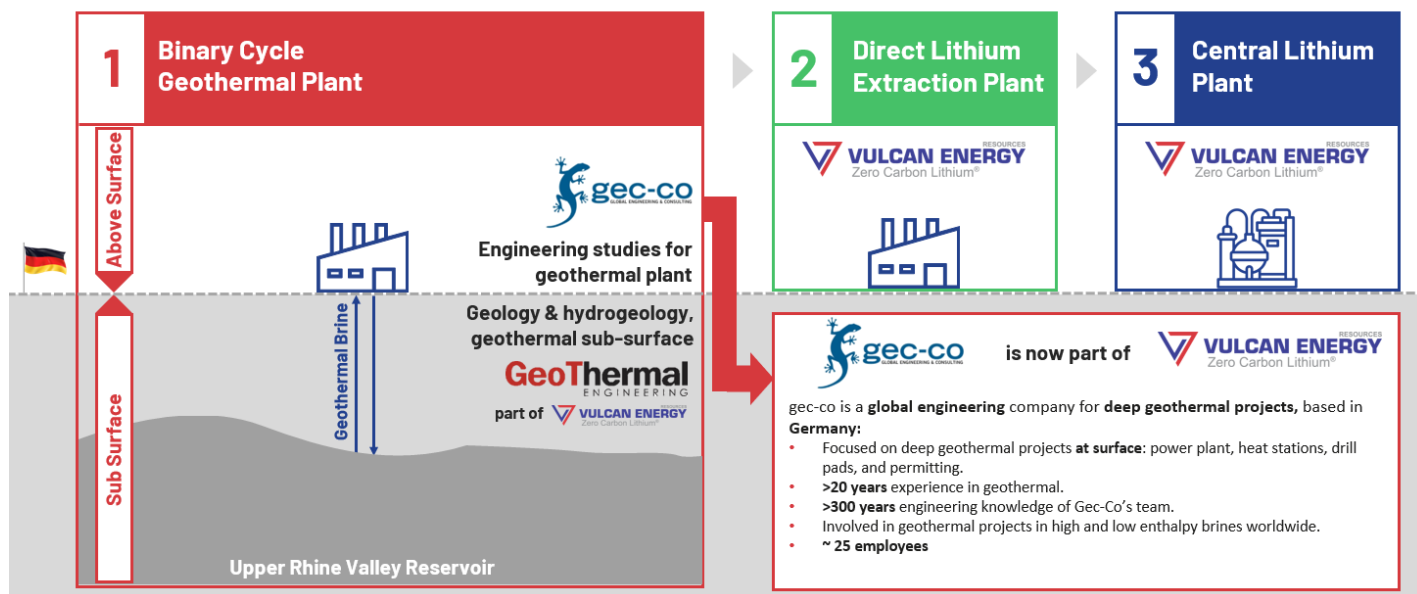 1
Binary Cycle
Geothermal Plant
2
Direct Lithium
Extraction Plant
3
Central Lithium
Plant
Above Surface
gec-co
GLOBAL ENGINEERING & CONSULTING
Engineering studies for
geothermal plant
RESOURCES
VULCAN ENERGY
Zero Carbon Lithium®
RESOURCES
VULCAN ENERGY
Zero Carbon Lithium®
Sub Surface
Geothermal Brine
Geology & hydrogeology,
geothermal sub-surface
GeoThermal
ENGINEERING
part of
RESOURCES
VULCAN ENERGY
Zero Carbon Lithium®
Upper Rhine Valley Reservoir
gec-co
GLOBAL ENGINEERING & CONSULTING
is now part of
RESOURCES
VULCAN ENERGY
Zero Carbon Lithium®
gec-co is a global engineering company for deep geothermal projects, based in
Germany:
• Focused on deep geothermal projects at surface: power plant, heat stations, drill
pads, and permitting.
• >20 years experience in geothermal.
• >300 years engineering knowledge of Gec-Co’s team.
• Involved in geothermal projects in high and low enthalpy brines worldwide.
• ~ 25 employees